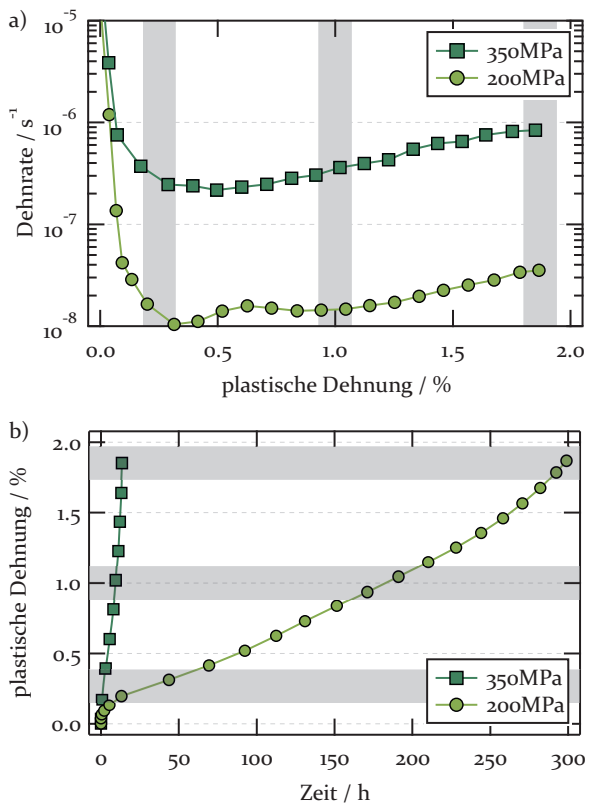 a)
10⁻⁵
10⁻⁶
10⁻⁷
10⁻⁸
Dehnrate / s⁻¹
350MPa
200MPa
0.0 0.5 1.0 1.5 2.0
plastische Dehnung / %
b)
2.0
1.5
1.0
0.5
0.0
plastische Dehnung / %
350MPa
200MPa
0 50 100 150 200 250 300
Zeit / h